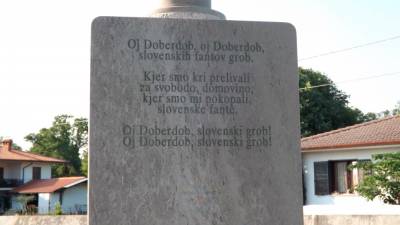 Oj Doberdob, oj Doberdob,
slovenskih fantov grob.
Kjer smo kri prelivali
za svobodo, domovino,
kjer smo mi pokopali,
slovenske fante.
Oj Doberdob, slovenski grob!
Oj Doberdob, slovenski grob!